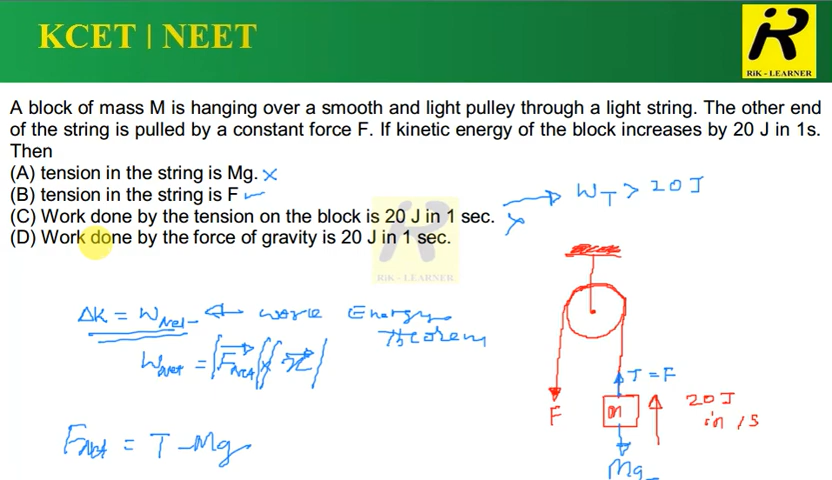 KCET | NEET
RiK - LEARNER
A block of mass M is hanging over a smooth and light pulley through a light string. The other end
of the string is pulled by a constant force F. If kinetic energy of the block increases by 20 J in 1s.
Then
(A) tension in the string is Mg. ×
(B) tension in the string is F ✓
(C) Work done by the tension on the block is 20 J in 1 sec. ×
→ W_T > 20 J
(D) Work done by the force of gravity is 20 J in 1 sec.
RiK - LEARNER
ΔK = W_Net ← work Energy
Theorem
W_net = |F_Net| |x|
F_Net = T - Mg
T = F
F
m
20 J
in 1s
Mg